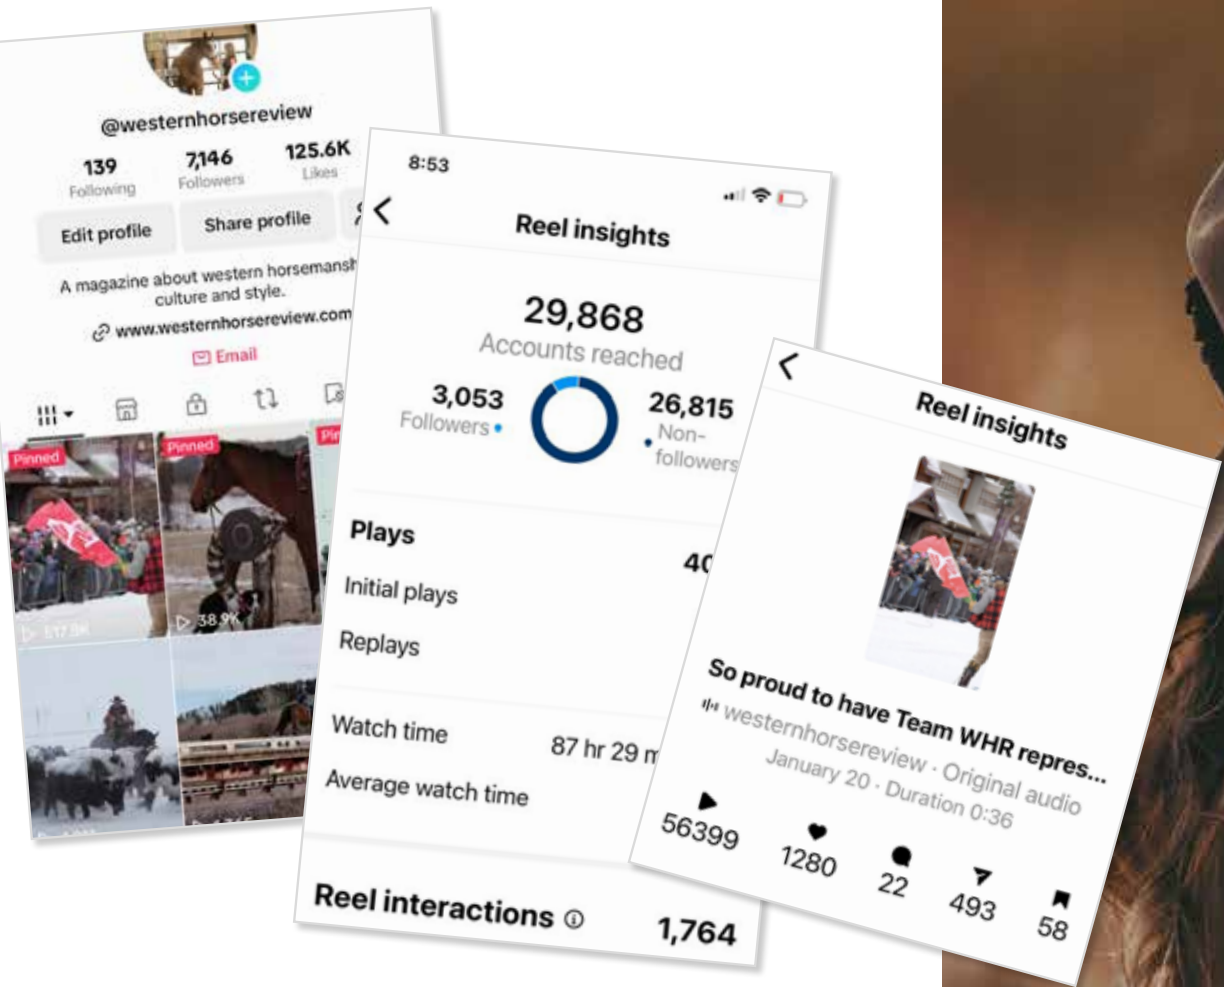 @westernhorsereview
139
7,146
125.6K
Following
Followers
Likes
Edit profile
Share profile
A magazine about western horsemansh
culture and style.
www.westernhorsereview.com
Email
Pinned
Pinned
Pin
38.9K
8:53
Reel insights
29,868
Accounts reached
3,053
Followers
26,815
Non-
followers
Plays
40
Initial plays
Replays
Watch time
87 hr 29 m
Average watch time
Reel interactions
1,764
Reel insights
So proud to have Team WHR repres...
westernhorsereview · Original audio
January 20 · Duration 0:36
56399
1280
22
493
58